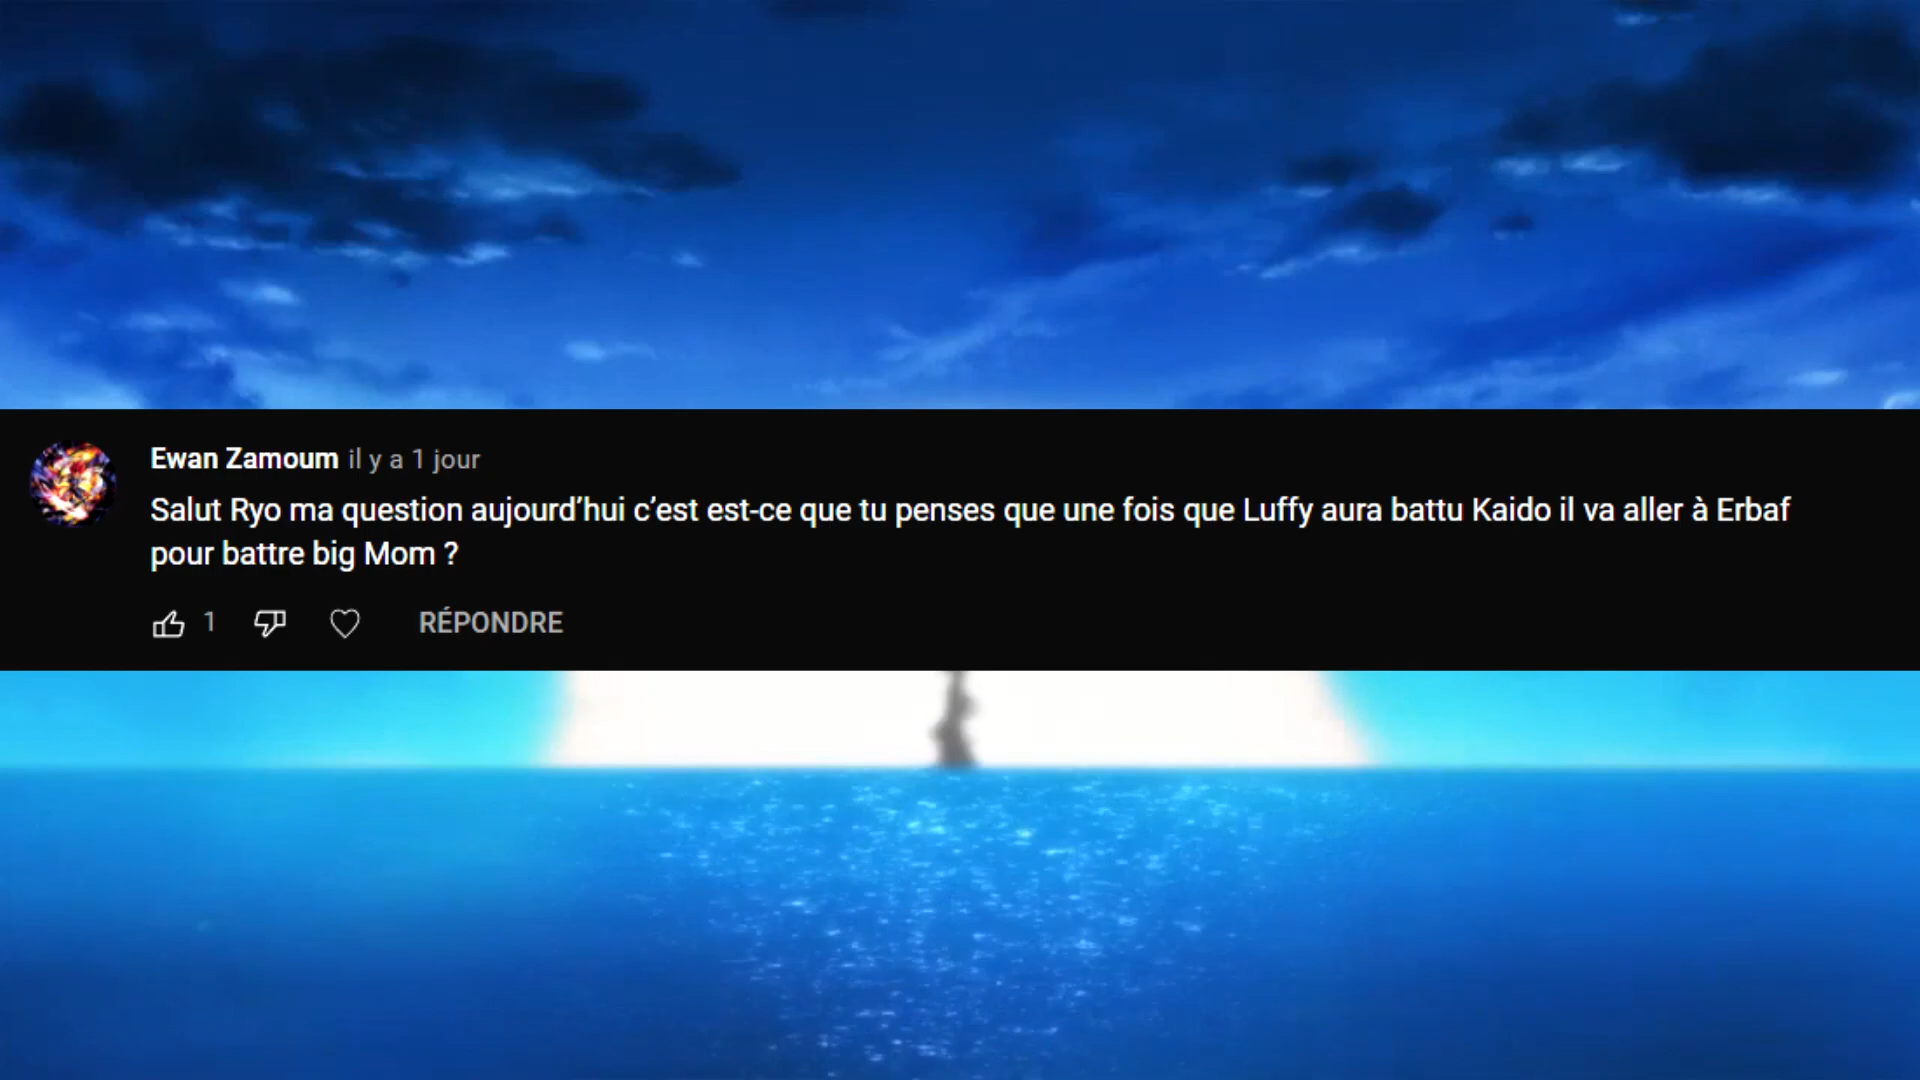 Ewan Zamoum il y a 1 jour
Salut Ryo ma question aujourd’hui c’est est-ce que tu penses que une fois que Luffy aura battu Kaido il va aller à Erbaf
pour battre big Mom ?
1 RÉPONDRE